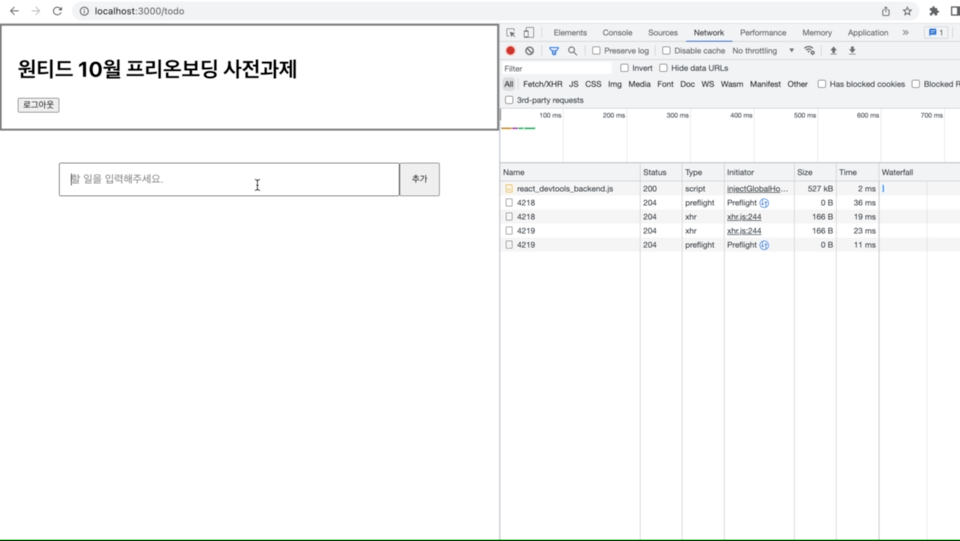 localhost:3000/todo
원티드 10월 프리온보딩 사전과제
로그아웃
할 일을 입력해주세요.
추가
Elements Console Sources Network Performance Memory Application » 1
Preserve log Disable cache No throttling
Filter Invert Hide data URLs
All Fetch/XHR JS CSS Img Media Font Doc WS Wasm Manifest Other Has blocked cookies Blocked R
3rd-party requests
100 ms 200 ms 300 ms 400 ms 500 ms 600 ms 700 ms
Name Status Type Initiator Size Time Waterfall
react_devtools_backend.js 200 script injectGlobalHo... 527 kB 2 ms
4218 204 preflight Preflight 0 B 36 ms
4218 204 xhr xhr.js:244 166 B 19 ms
4219 204 xhr xhr.js:244 166 B 23 ms
4219 204 preflight Preflight 0 B 11 ms